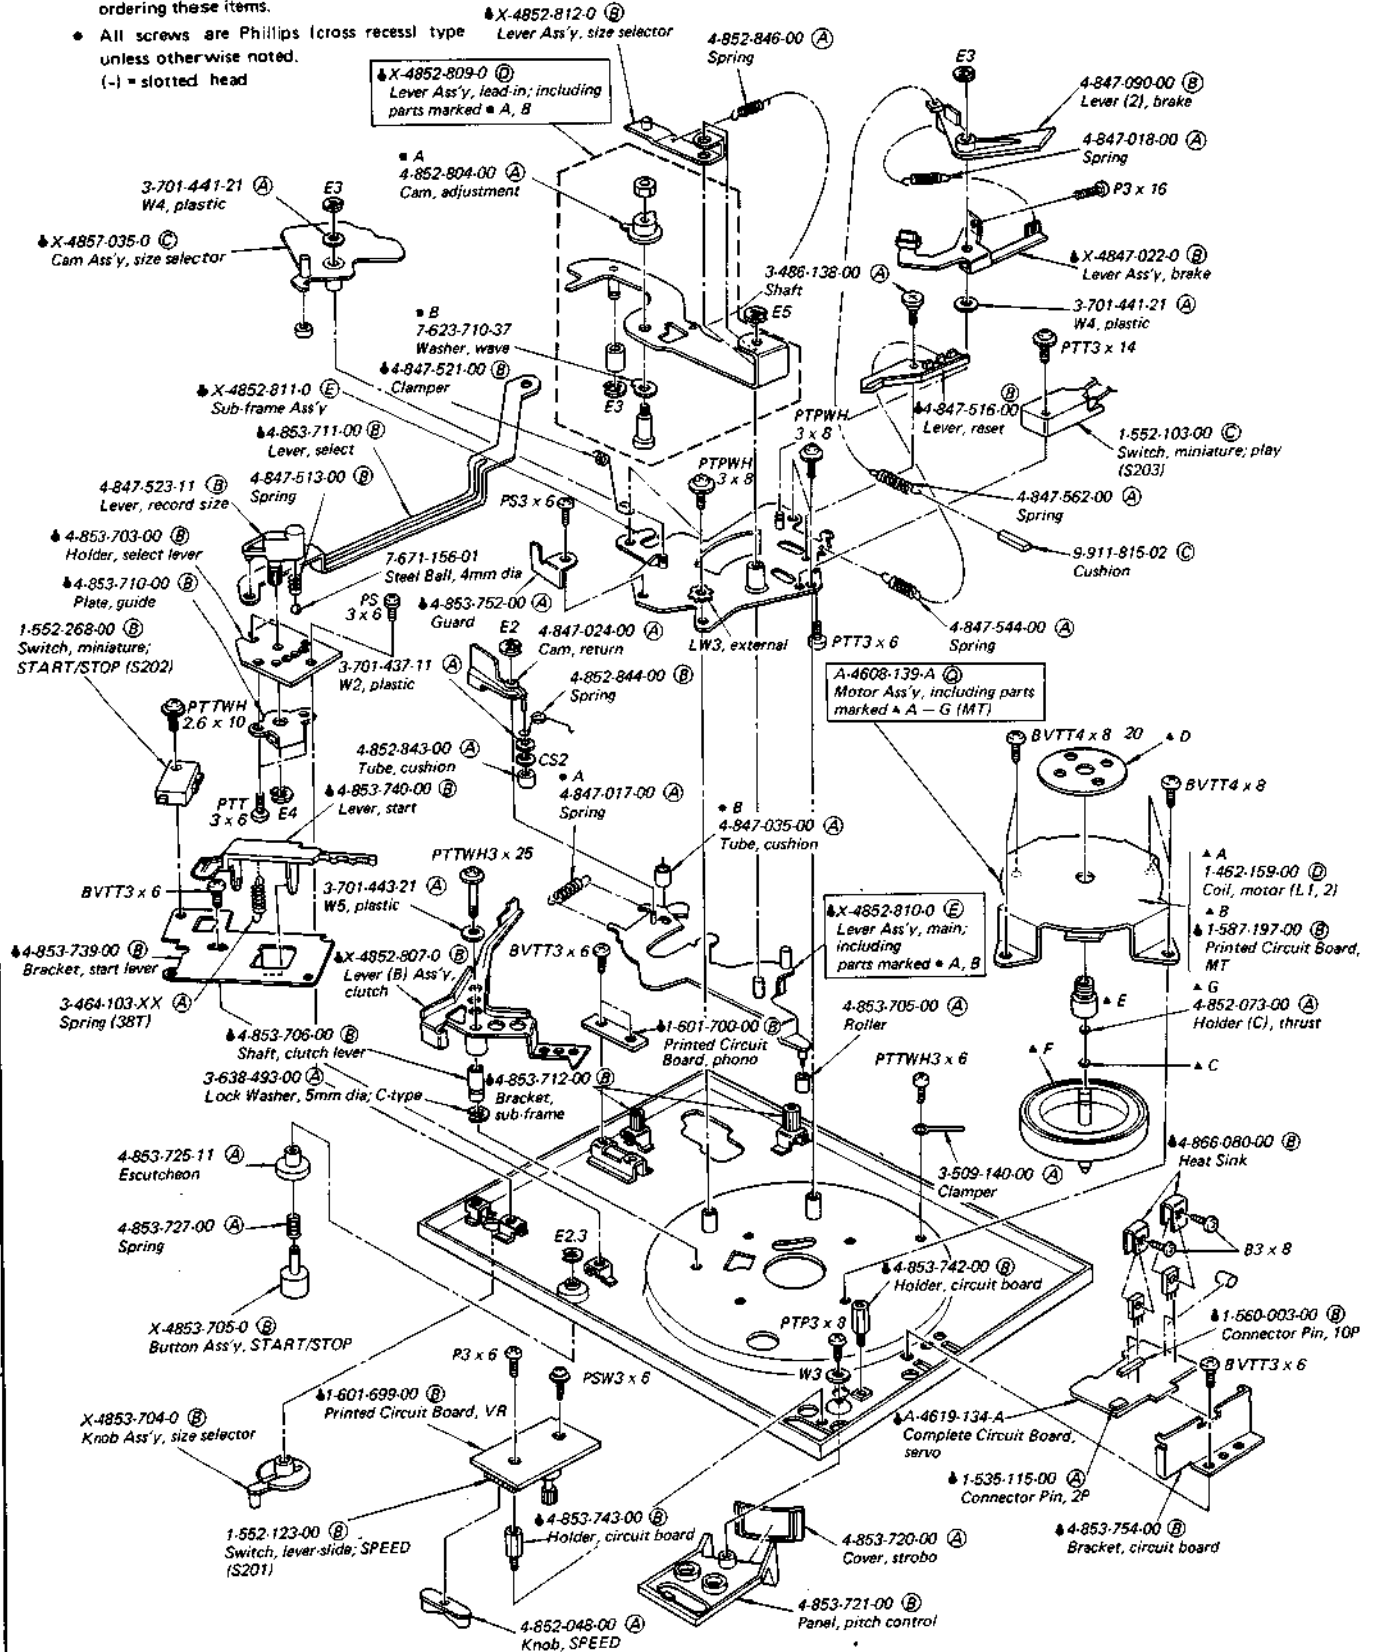 ordering these items.
• All screws are Phillips (cross recess) type
unless otherwise noted.
(-) = slotted head
X-4852-812-0 Ⓑ
Lever Ass'y, size selector
4-852-846-00 Ⓐ
Spring
X-4852-809-0 Ⓓ
Lever Ass'y, lead-in; including
parts marked • A, B
E3
4-847-090-00 Ⓑ
Lever (2), brake
4-847-018-00 Ⓐ
Spring
P3 x 16
• A
4-852-804-00 Ⓐ
Cam, adjustment
3-701-441-21 Ⓐ
W4, plastic
E3
X-4857-035-0 Ⓒ
Cam Ass'y, size selector
X-4847-022-0 Ⓑ
Lever Ass'y, brake
3-486-138-00 Ⓐ
Shaft
E5
3-701-441-21 Ⓐ
W4, plastic
PTT3 x 14
• B
7-623-710-37
Washer, wave
4-847-521-00 Ⓑ
Clamper
X-4852-811-0 Ⓔ
Sub-frame Ass'y
E3
4-847-516-00 Ⓑ
Lever, reset
PTPWH
3 x 8
1-552-103-00 Ⓒ
Switch, miniature; play
(S203)
4-853-711-00 Ⓑ
Lever, select
PTPWH
3 x 8
4-847-523-11 Ⓑ
Lever, record size
4-847-513-00 Ⓑ
Spring
PS3 x 6
4-847-562-00 Ⓐ
Spring
4-853-703-00 Ⓑ
Holder, select lever
9-911-815-02 Ⓒ
Cushion
7-671-156-01
Steel Ball, 4mm dia
4-853-710-00 Ⓑ
Plate, guide
PS
3 x 6
4-853-752-00 Ⓐ
Guard
1-552-268-00 Ⓑ
Switch, miniature;
START/STOP (S202)
E2
4-847-024-00 Ⓐ
Cam, return
LW3, external
PTT3 x 6
4-847-544-00 Ⓐ
Spring
3-701-437-11 Ⓐ
W2, plastic
4-852-844-00 Ⓑ
Spring
A-4608-139-A Ⓠ
Motor Ass'y, including parts
marked ▲ A — G (MT)
PTTWH
2.6 x 10
BVTT4 x 8 20
▲ D
4-852-843-00 Ⓐ
Tube, cushion
CS2
BVTT4 x 8
PTT
3 x 6
E4
4-853-740-00 Ⓑ
Lever, start
• A
4-847-017-00 Ⓐ
Spring
• B
4-847-035-00 Ⓐ
Tube, cushion
PTTWH3 x 25
BVTT3 x 6
3-701-443-21 Ⓐ
W5, plastic
▲ A
1-462-159-00 Ⓓ
Coil, motor (L1, 2)
▲ B
1-587-197-00 Ⓑ
Printed Circuit Board,
MT
X-4852-810-0 Ⓔ
Lever Ass'y, main;
including
parts marked • A, B
4-853-739-00 Ⓑ
Bracket, start lever
X-4852-807-0 Ⓑ
Lever (B) Ass'y,
clutch
BVTT3 x 6
▲ G
4-852-073-00 Ⓐ
Holder (C), thrust
▲ E
3-464-103-XX Ⓐ
Spring (38T)
4-853-705-00 Ⓐ
Roller
4-853-706-00 Ⓑ
Shaft, clutch lever
1-601-700-00 Ⓑ
Printed Circuit
Board, phono
PTTWH3 x 6
▲ F
▲ C
3-638-493-00 Ⓐ
Lock Washer, 5mm dia; C-type
4-853-712-00 Ⓑ
Bracket,
sub-frame
4-866-080-00 Ⓑ
Heat Sink
4-853-725-11 Ⓐ
Escutcheon
3-509-140-00 Ⓐ
Clamper
4-853-727-00 Ⓐ
Spring
E2.3
B3 x 8
4-853-742-00 Ⓑ
Holder, circuit board
X-4853-705-0 Ⓑ
Button Ass'y, START/STOP
PTP3 x 8
1-560-003-00 Ⓑ
Connector Pin, 10P
P3 x 6
PSW3 x 6
W3
BVTT3 x 6
1-601-699-00 Ⓑ
Printed Circuit Board, VR
X-4853-704-0 Ⓑ
Knob Ass'y, size selector
A-4619-134-A
Complete Circuit Board,
servo
1-535-115-00 Ⓐ
Connector Pin, 2P
4-853-743-00 Ⓑ
Holder, circuit board
1-552-123-00 Ⓑ
Switch, lever-slide; SPEED
(S201)
4-853-720-00 Ⓐ
Cover, strobo
4-853-754-00 Ⓑ
Bracket, circuit board
4-853-721-00 Ⓑ
Panel, pitch control
4-852-048-00 Ⓐ
Knob, SPEED